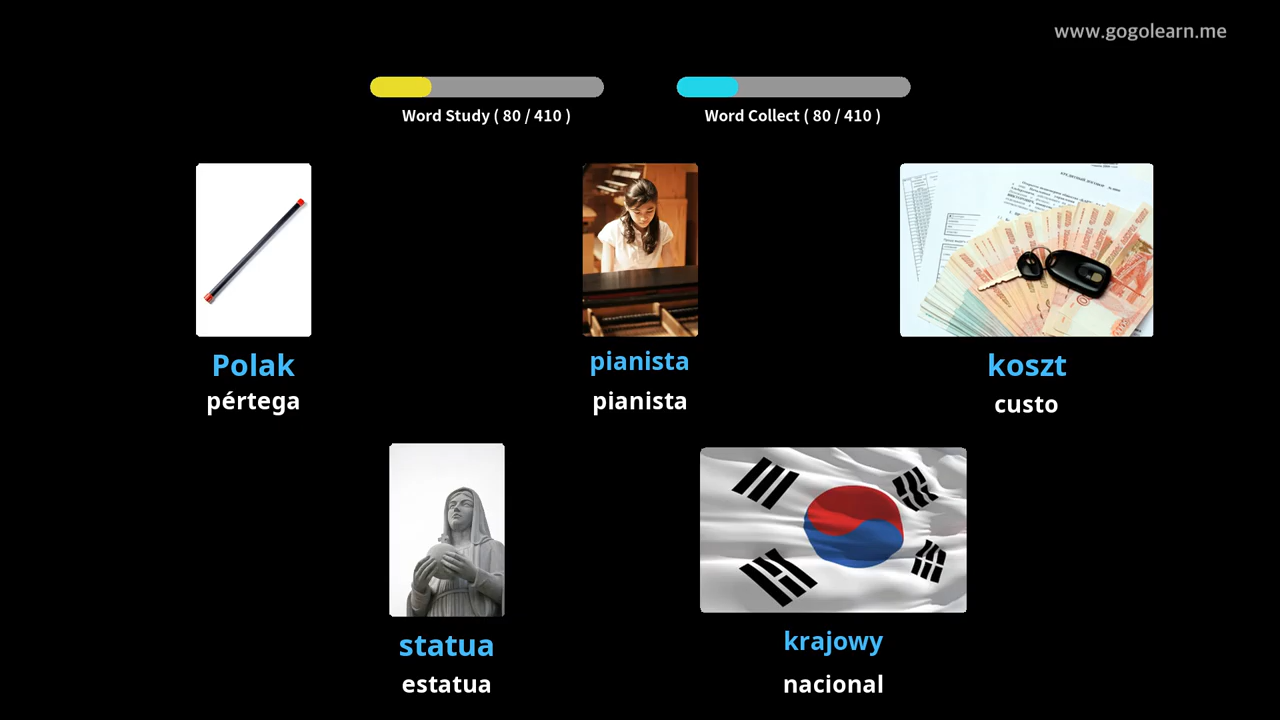 www.gogolearn.me
Word Study ( 80 / 410 )
Word Collect ( 80 / 410 )
Polak
pértega
pianista
pianista
koszt
custo
statua
estatua
krajowy
nacional